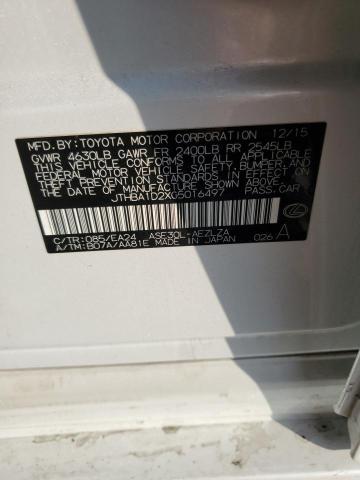 MFD.BY:TOYOTA MOTOR CORPORATION 12/15
GVWR 4630LB GAWR FR 2400LB RR 2545LB
THIS VEHICLE CONFORMS TO ALL APPLICABLE
FEDERAL MOTOR VEHICLE SAFETY, BUMPER, AND
THEFT PREVENTION STANDARDS IN EFFECT ON
THE DATE OF MANUFACTURE SHOWN ABOVE.
JTHBA1D2XG5016497 PASS.CAR
C/TR:085/EA24 ASE30L-AEZLZA
A/TM:B07A/AA81E MADE IN JAPAN 026 A